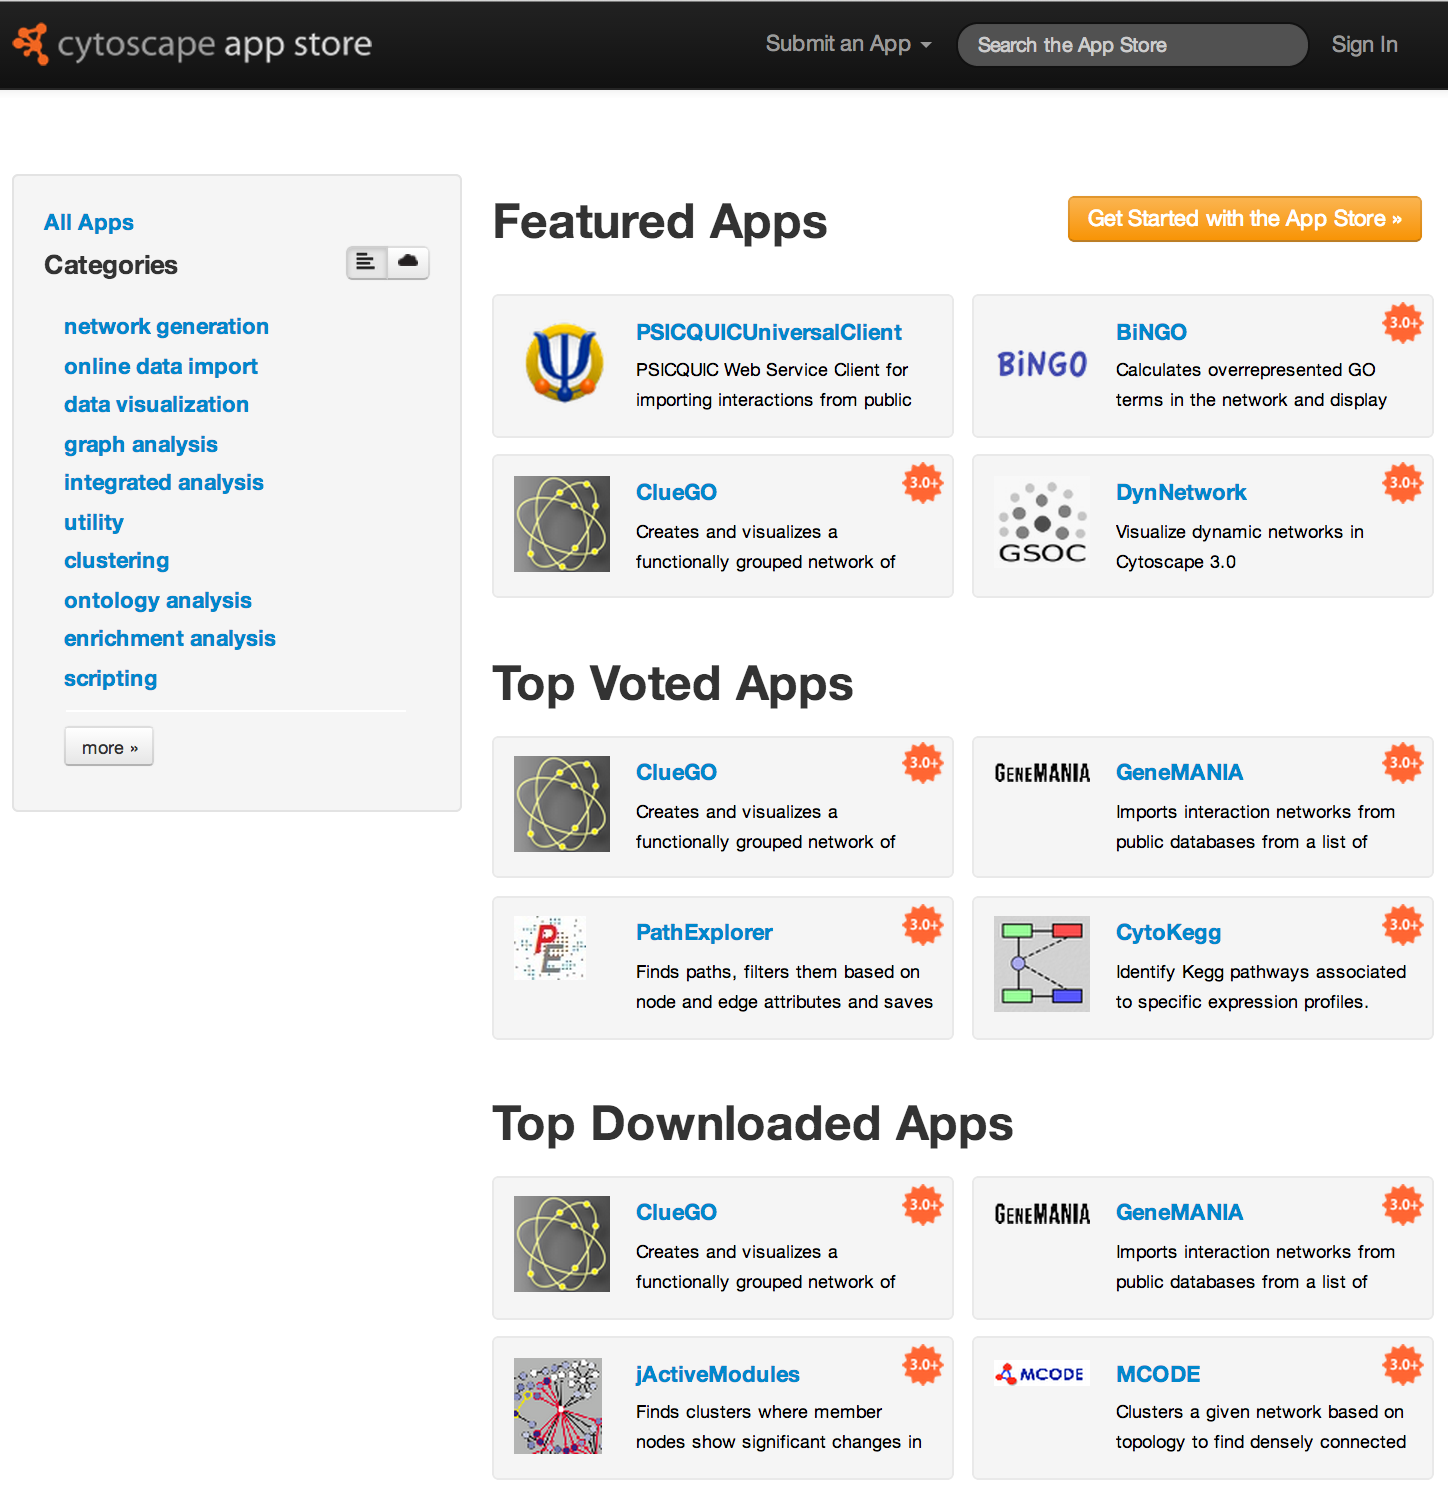 cytoscape app store
Submit an App
Search the App Store
Sign In
All Apps
Categories
network generation
online data import
data visualization
graph analysis
integrated analysis
utility
clustering
ontology analysis
enrichment analysis
scripting
more »
Featured Apps
Get Started with the App Store »
PSICQUICUniversalClient
PSICQUIC Web Service Client for
importing interactions from public
BiNGO
BiNGO
3.0+
Calculates overrepresented GO
terms in the network and display
ClueGO
3.0+
Creates and visualizes a
functionally grouped network of
GSOC
DynNetwork
3.0+
Visualize dynamic networks in
Cytoscape 3.0
Top Voted Apps
ClueGO
3.0+
Creates and visualizes a
functionally grouped network of
GENEMANIA
GeneMANIA
3.0+
Imports interaction networks from
public databases from a list of
PE
PathExplorer
3.0+
Finds paths, filters them based on
node and edge attributes and saves
CytoKegg
3.0+
Identify Kegg pathways associated
to specific expression profiles.
Top Downloaded Apps
ClueGO
3.0+
Creates and visualizes a
functionally grouped network of
GENEMANIA
GeneMANIA
3.0+
Imports interaction networks from
public databases from a list of
jActiveModules
3.0+
Finds clusters where member
nodes show significant changes in
MCODE
MCODE
3.0+
Clusters a given network based on
topology to find densely connected